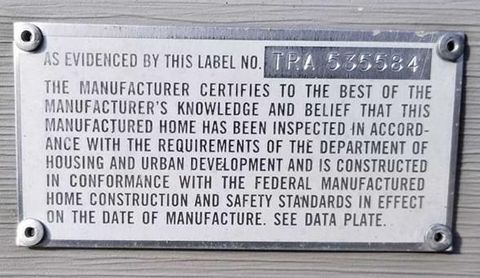 AS EVIDENCED BY THIS LABEL NO. TRA 535584
THE MANUFACTURER CERTIFIES TO THE BEST OF THE
MANUFACTURER'S KNOWLEDGE AND BELIEF THAT THIS
MANUFACTURED HOME HAS BEEN INSPECTED IN ACCORD-
ANCE WITH THE REQUIREMENTS OF THE DEPARTMENT OF
HOUSING AND URBAN DEVELOPMENT AND IS CONSTRUCTED
IN CONFORMANCE WITH THE FEDERAL MANUFACTURED
HOME CONSTRUCTION AND SAFETY STANDARDS IN EFFECT
ON THE DATE OF MANUFACTURE. SEE DATA PLATE.